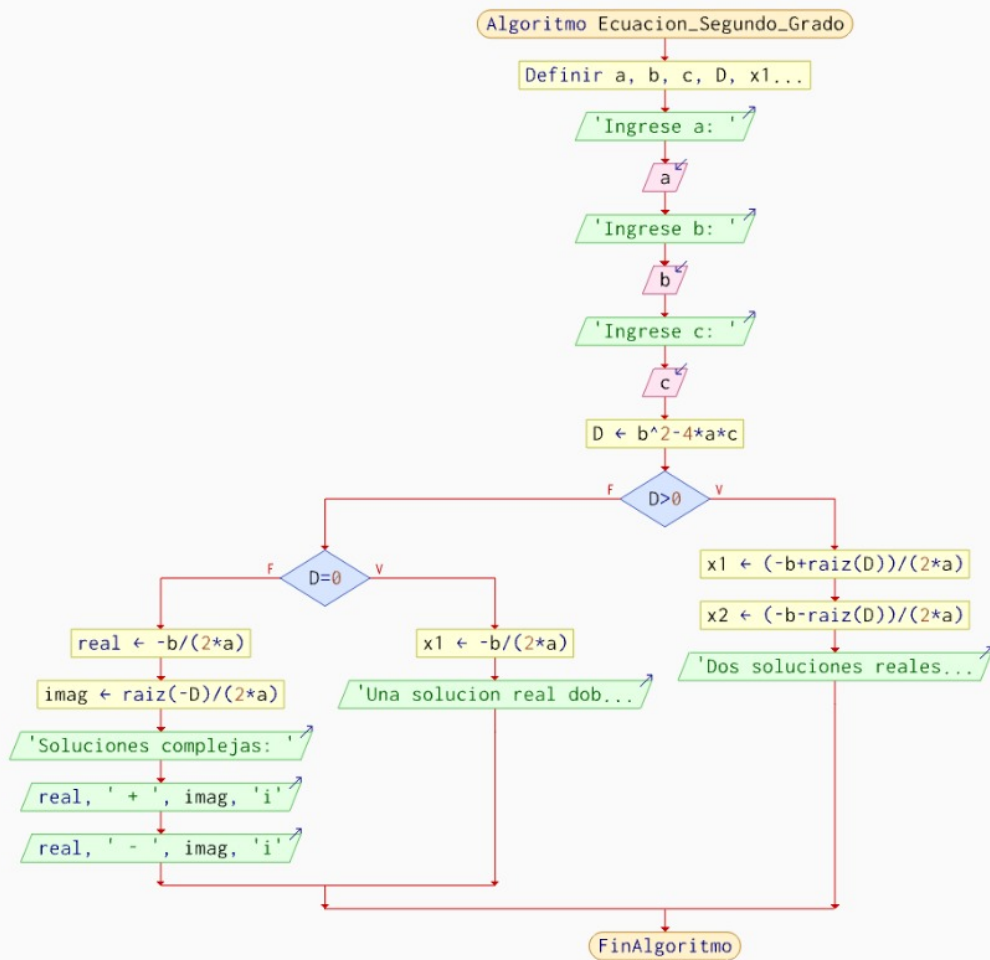 Algoritmo Ecuacion_Segundo_Grado
Definir a, b, c, D, x1...
'Ingrese a: '
a
'Ingrese b: '
b
'Ingrese c: '
c
D ← b^2-4*a*c
D>0
F
V
D=0
F
V
real ← -b/(2*a)
imag ← raiz(-D)/(2*a)
'Soluciones complejas: '
real, ' + ', imag, 'i'
real, ' - ', imag, 'i'
x1 ← -b/(2*a)
'Una solucion real dob...
x1 ← (-b+raiz(D))/(2*a)
x2 ← (-b-raiz(D))/(2*a)
'Dos soluciones reales...
FinAlgoritmo